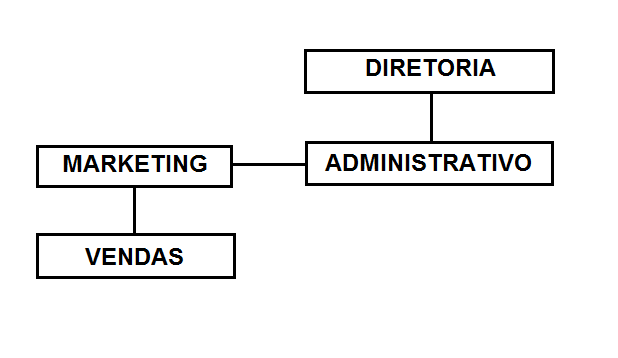 DIRETORIA
MARKETING
ADMINISTRATIVO
VENDAS